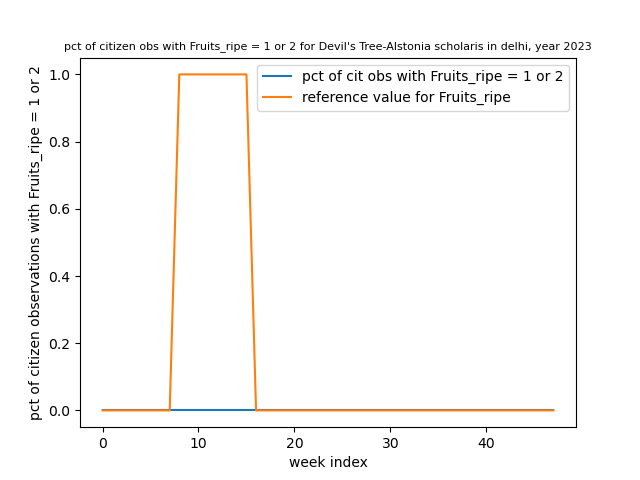 pct of citizen obs with Fruits_ripe = 1 or 2 for Devil's Tree-Alstonia scholaris in delhi, year 2023
pct of citizen observations with Fruits_ripe = 1 or 2
1.0
0.8
0.6
0.4
0.2
0.0
pct of cit obs with Fruits_ripe = 1 or 2
reference value for Fruits_ripe
0 10 20 30 40
week index